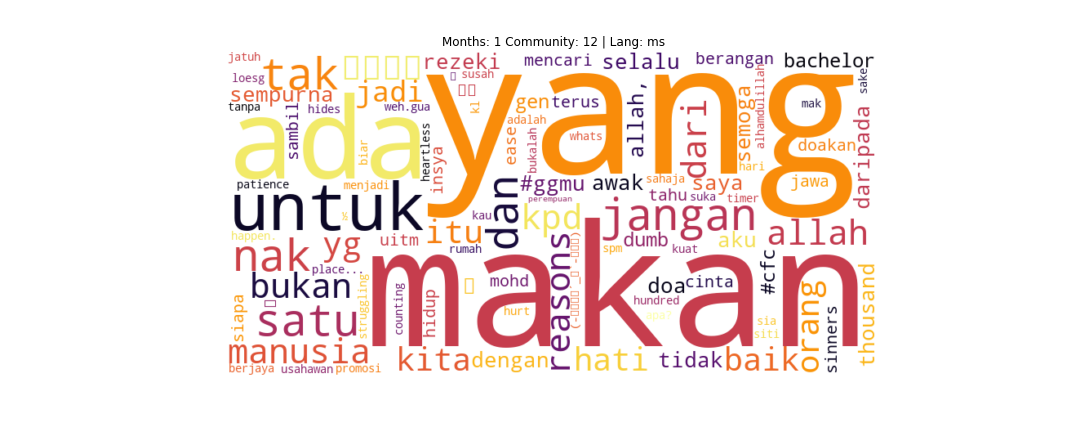 Months: 1 Community: 12 | Lang: ms
jatuh
tak
rezeki
mencari
selalu
berangan
bachelor
loesg
susah
sempurna
jadi
yang
gen
terus
allah,
sake
tanpa
hides
weh.gua
kl
mak
sambil
ada
adalah
whats
dari
semoga
alhamdulillah
doakan
biar
heartless
ease
bukalah
hari
daripada
insya
patience
menjadi
#ggmu
awak
sahaja
saya
jawa
untuk
dan
perempuan
tahu
suka
timer
kau
kpd
jangan
happen.
nak
yg
uitm
itu
rumah
reasons
spm
dumb
kuat
aku
allah
place...
bukan
makan
mohd
doa
cinta
#cfc
siapa
struggling
counting
hidup
hurt
hundred
orang
thousand
satu
sia
siti
sinners
manusia
kita
dengan
hati
tidak
baik
berjaya
usahawan
promosi